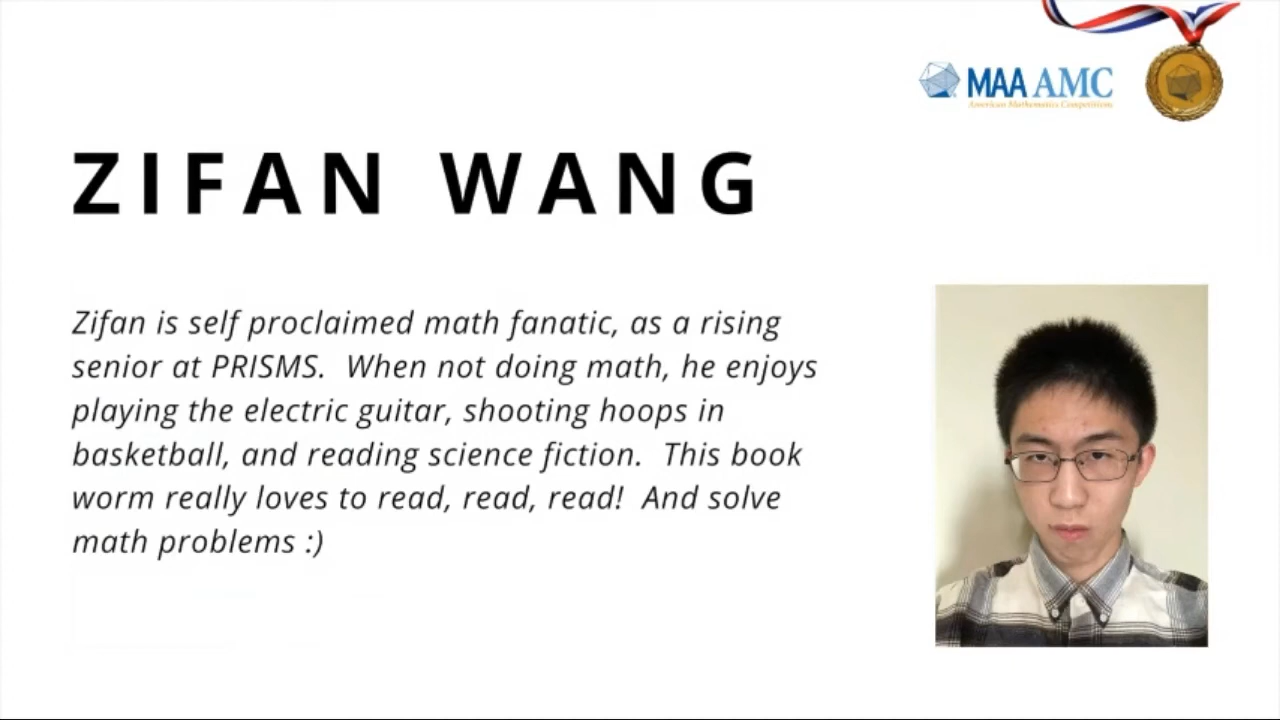 MAA AMC
American Mathematics Competitions
ZIFAN WANG
Zifan is self proclaimed math fanatic, as a rising
senior at PRISMS.  When not doing math, he enjoys
playing the electric guitar, shooting hoops in
basketball, and reading science fiction.  This book
worm really loves to read, read, read!  And solve
math problems :)